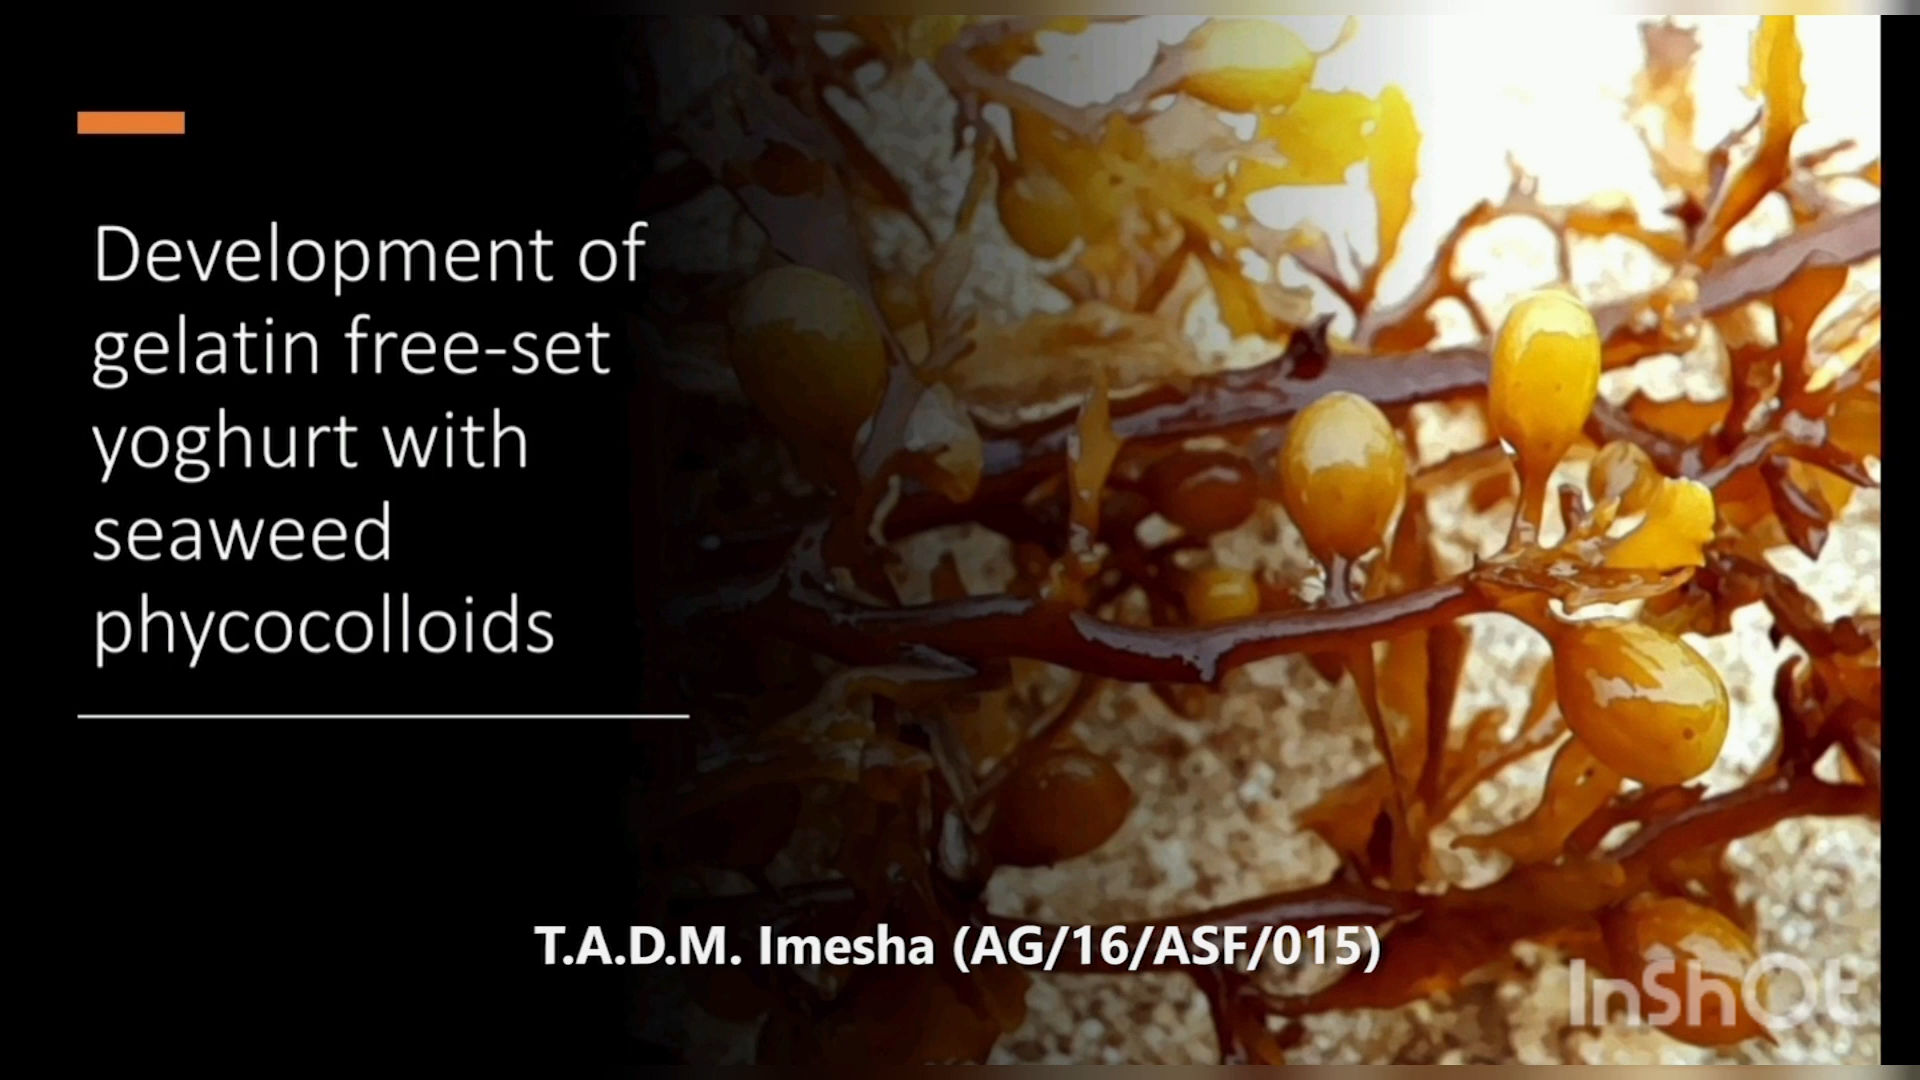 Development of
gelatin free-set
yoghurt with
seaweed
phycocolloids
T.A.D.M. Imesha (AG/16/ASF/015)
InShOt